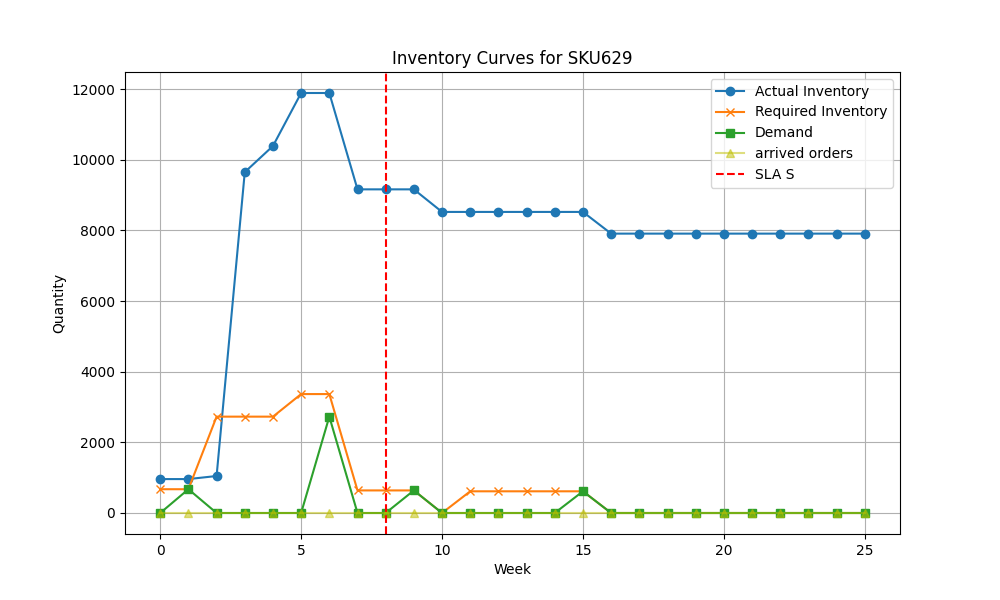 Inventory Curves for SKU629
Actual Inventory
Required Inventory
Demand
arrived orders
SLA S
12000
10000
8000
6000
4000
2000
0
Quantity
0 5 10 15 20 25
Week